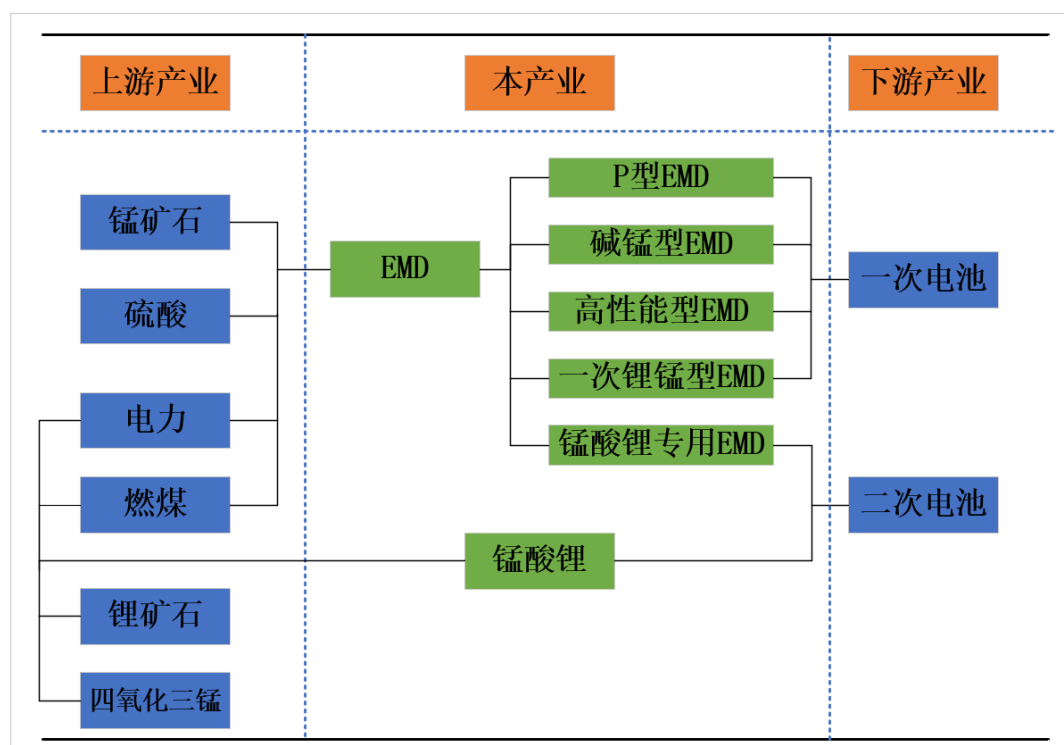 上游产业
本产业
下游产业
锰矿石
硫酸
电力
燃煤
锂矿石
四氧化三锰
EMD
P型EMD
碱锰型EMD
高性能型EMD
一次锂锰型EMD
锰酸锂专用EMD
锰酸锂
一次电池
二次电池